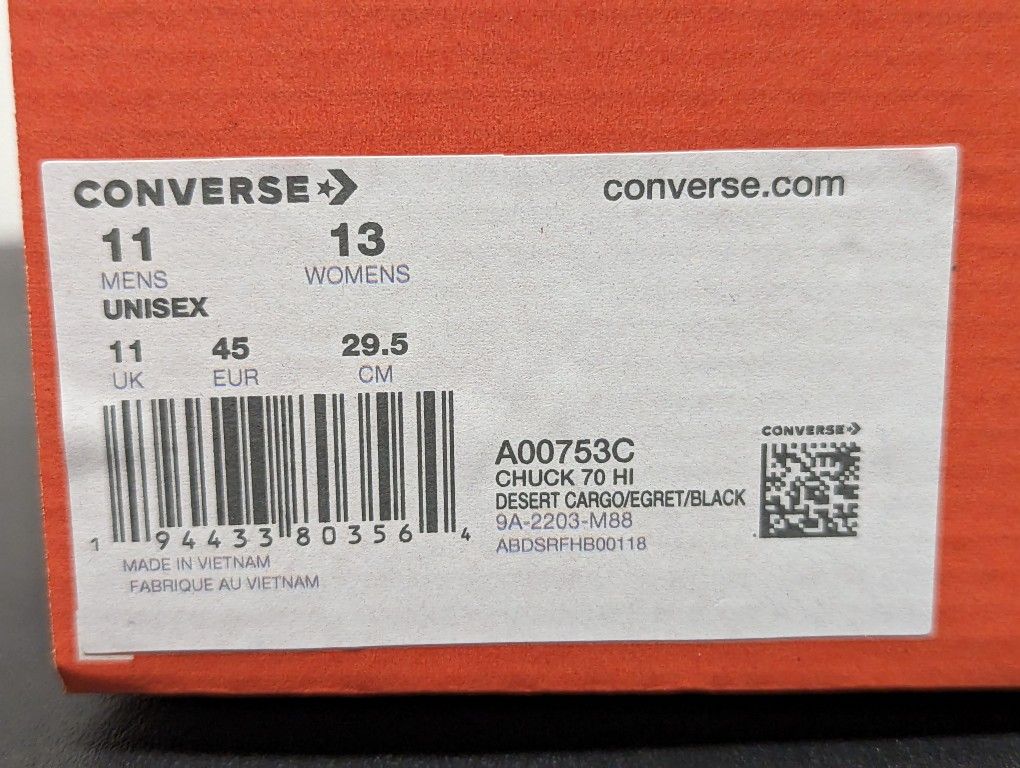 CONVERSE
converse.com
11 13
MENS WOMENS
UNISEX
11 45 29.5
UK EUR CM
1 94433 80356 4
MADE IN VIETNAM
FABRIQUE AU VIETNAM
A00753C
CHUCK 70 HI
DESERT CARGO/EGRET/BLACK
9A-2203-M88
ABDSRFHB00118
CONVERSE